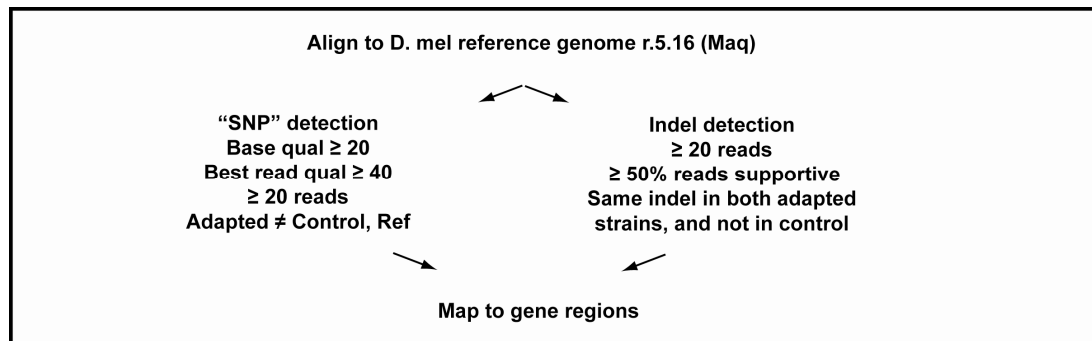 Align to D. mel reference genome r.5.16 (Maq)
“SNP” detection
Base qual ≥ 20
Best read qual ≥ 40
≥ 20 reads
Adapted ≠ Control, Ref
Indel detection
≥ 20 reads
≥ 50% reads supportive
Same indel in both adapted
strains, and not in control
Map to gene regions